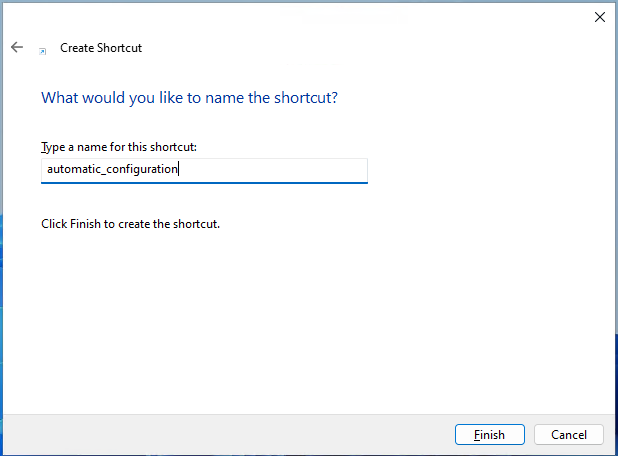 Create Shortcut
What would you like to name the shortcut?
Type a name for this shortcut:
automatic_configuration
Click Finish to create the shortcut.
Finish
Cancel